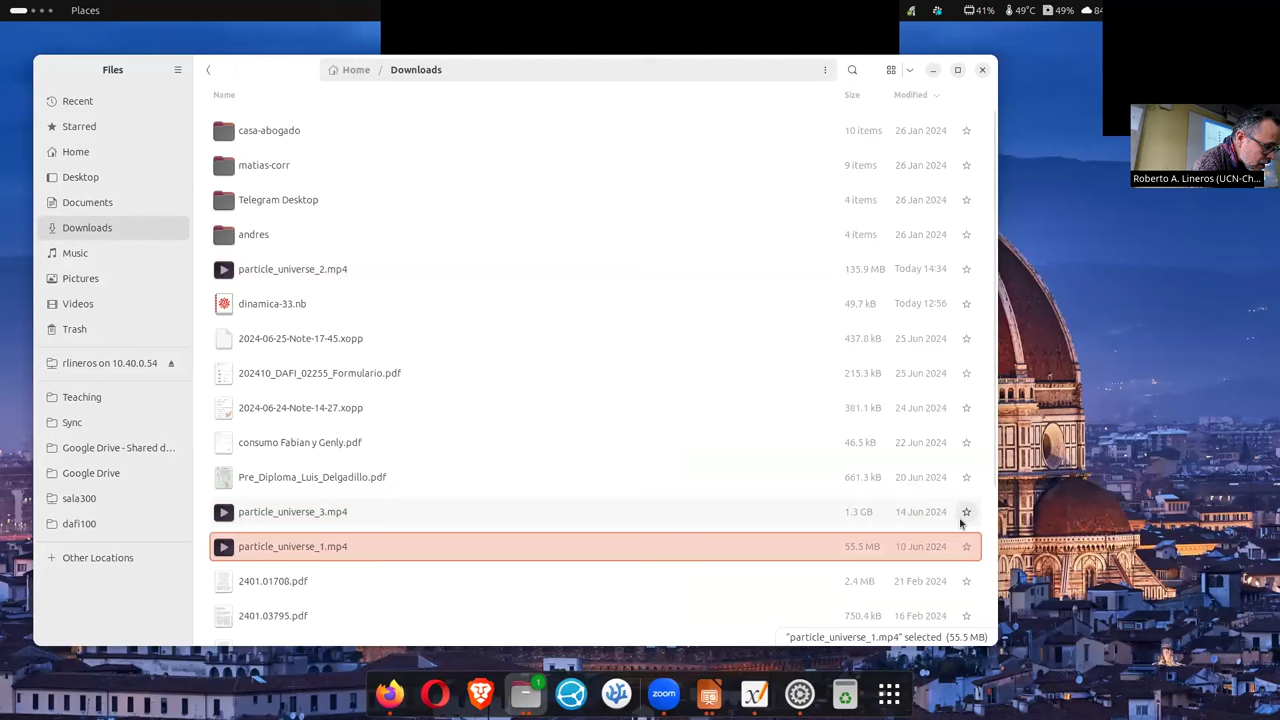 Places
41%
49°C
49%
84
Files
Home / Downloads
Name
Size
Modified
Recent
Starred
Home
Desktop
Documents
Downloads
Music
Pictures
Videos
Trash
rlineros on 10.40.0.54
Teaching
Sync
Google Drive - Shared d...
Google Drive
sala300
dafi100
Other Locations
casa-abogado 10 items 26 Jan 2024
matias-corr 9 items 26 Jan 2024
Telegram Desktop 4 items 26 Jan 2024
andres 4 items 26 Jan 2024
particle_universe_2.mp4 135.9 MB Today 14:34
dinamica-33.nb 49.7 kB Today 12:56
2024-06-25-Note-17-45.xopp 437.8 kB 25 Jun 2024
202410_DAFI_02255_Formulario.pdf 215.3 kB 25 Jun 2024
2024-06-24-Note-14-27.xopp 381.1 kB 24 Jun 2024
consumo Fabian y Genly.pdf 46.5 kB 22 Jun 2024
Pre_Diploma_Luis_Delgadillo.pdf 661.3 kB 20 Jun 2024
particle_universe_3.mp4 1.3 GB 14 Jun 2024
particle_universe_1.mp4 55.5 MB 10 Jun 2024
2401.01708.pdf 2.4 MB 21 Feb 2024
2401.03795.pdf 750.4 kB 16 Feb 2024
"particle_universe_1.mp4" selected (55.5 MB)
Roberto A. Lineros (UCN-Ch...
1
zoom